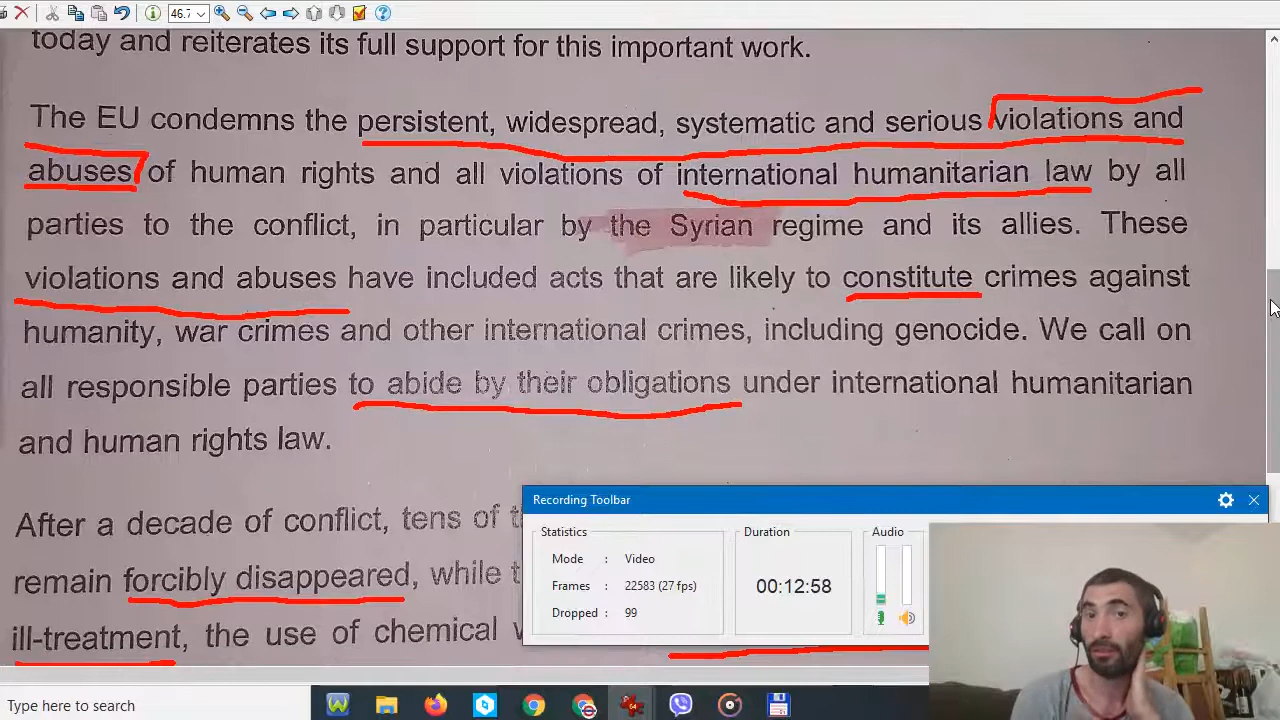 46.7
today and reiterates its full support for this important work.
The EU condemns the persistent, widespread, systematic and serious violations and
abuses of human rights and all violations of international humanitarian law by all
parties to the conflict, in particular by the Syrian regime and its allies. These
violations and abuses have included acts that are likely to constitute crimes against
humanity, war crimes and other international crimes, including genocide. We call on
all responsible parties to abide by their obligations under international humanitarian
and human rights law.
After a decade of conflict, tens of
remain forcibly disappeared, while
ill-treatment, the use of chemical
Recording Toolbar
Statistics
Mode : Video
Frames : 22583 (27 fps)
Dropped : 99
Duration
00:12:58
Audio
Type here to search
64